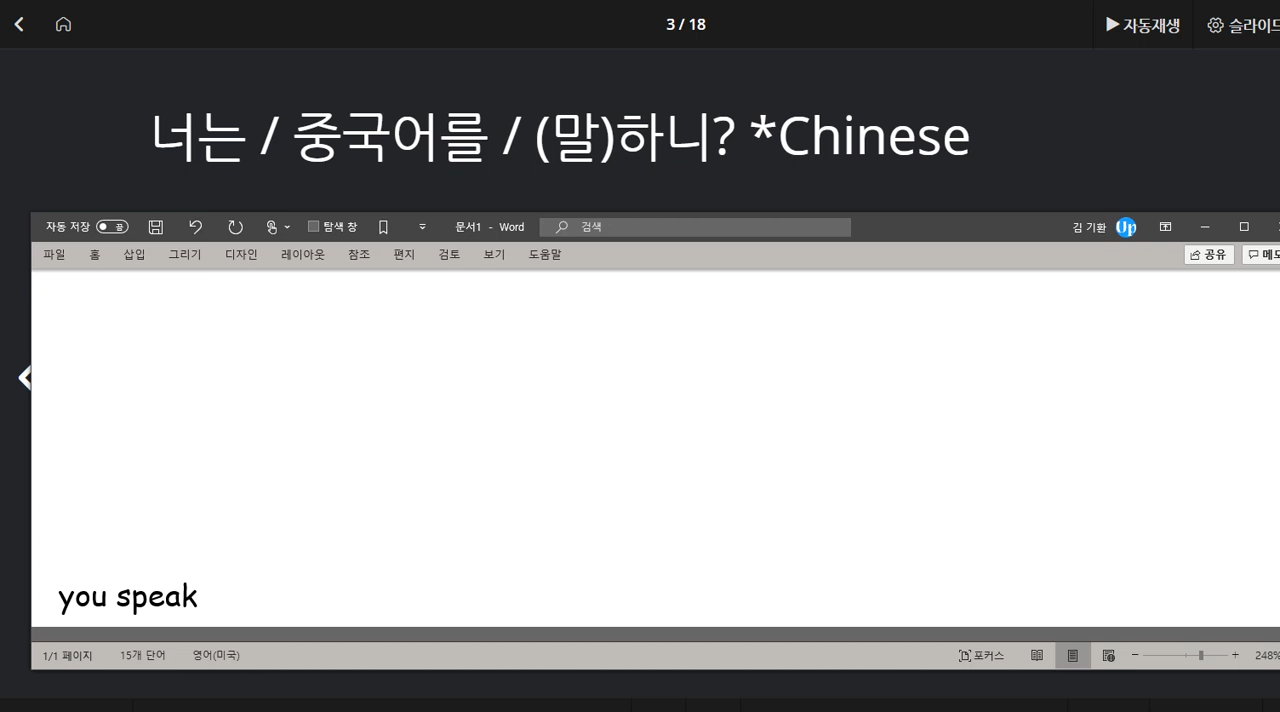 3 / 18
자동재생
슬라이드
너는 / 중국어를 / (말)하니? *Chinese
자동 저장 끔 탐색 창 문서1 - Word 검색 김 기환 Up
파일 홈 삽입 그리기 디자인 레이아웃 참조 편지 검토 보기 도움말 공유 메모
you speak
1/1 페이지 15개 단어 영어(미국) 포커스 248%